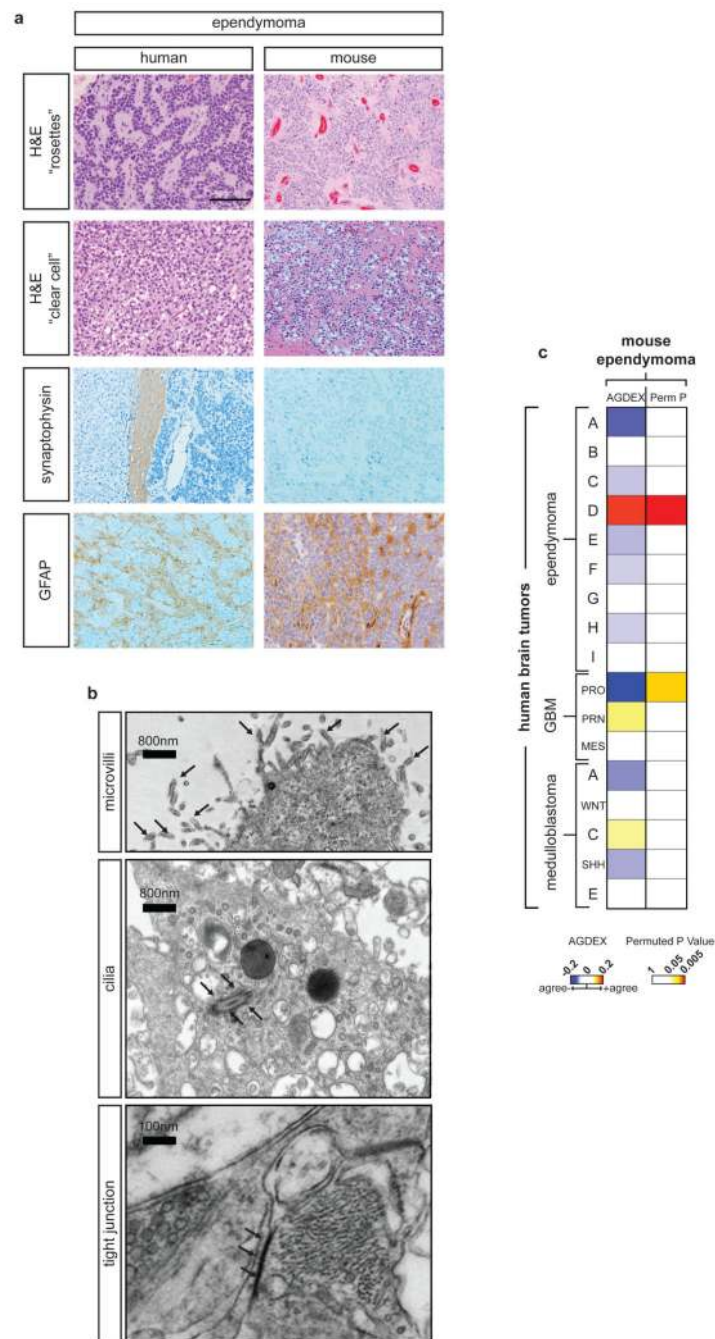 a
ependymoma
human
mouse
H&E
"rosettes"
H&E
"clear cell"
synaptophysin
GFAP
b
microvilli
800nm
cilia
800nm
tight junction
100nm
c
mouse
ependymoma
AGDEX
Perm P
human brain tumors
ependymoma
A
B
C
D
E
F
G
H
I
GBM
PRO
PRN
MES
medulloblastoma
A
WNT
C
SHH
E
AGDEX
-0.2
0
0.2
agree
+agree
Permuted P Value
1
0.05
0.005